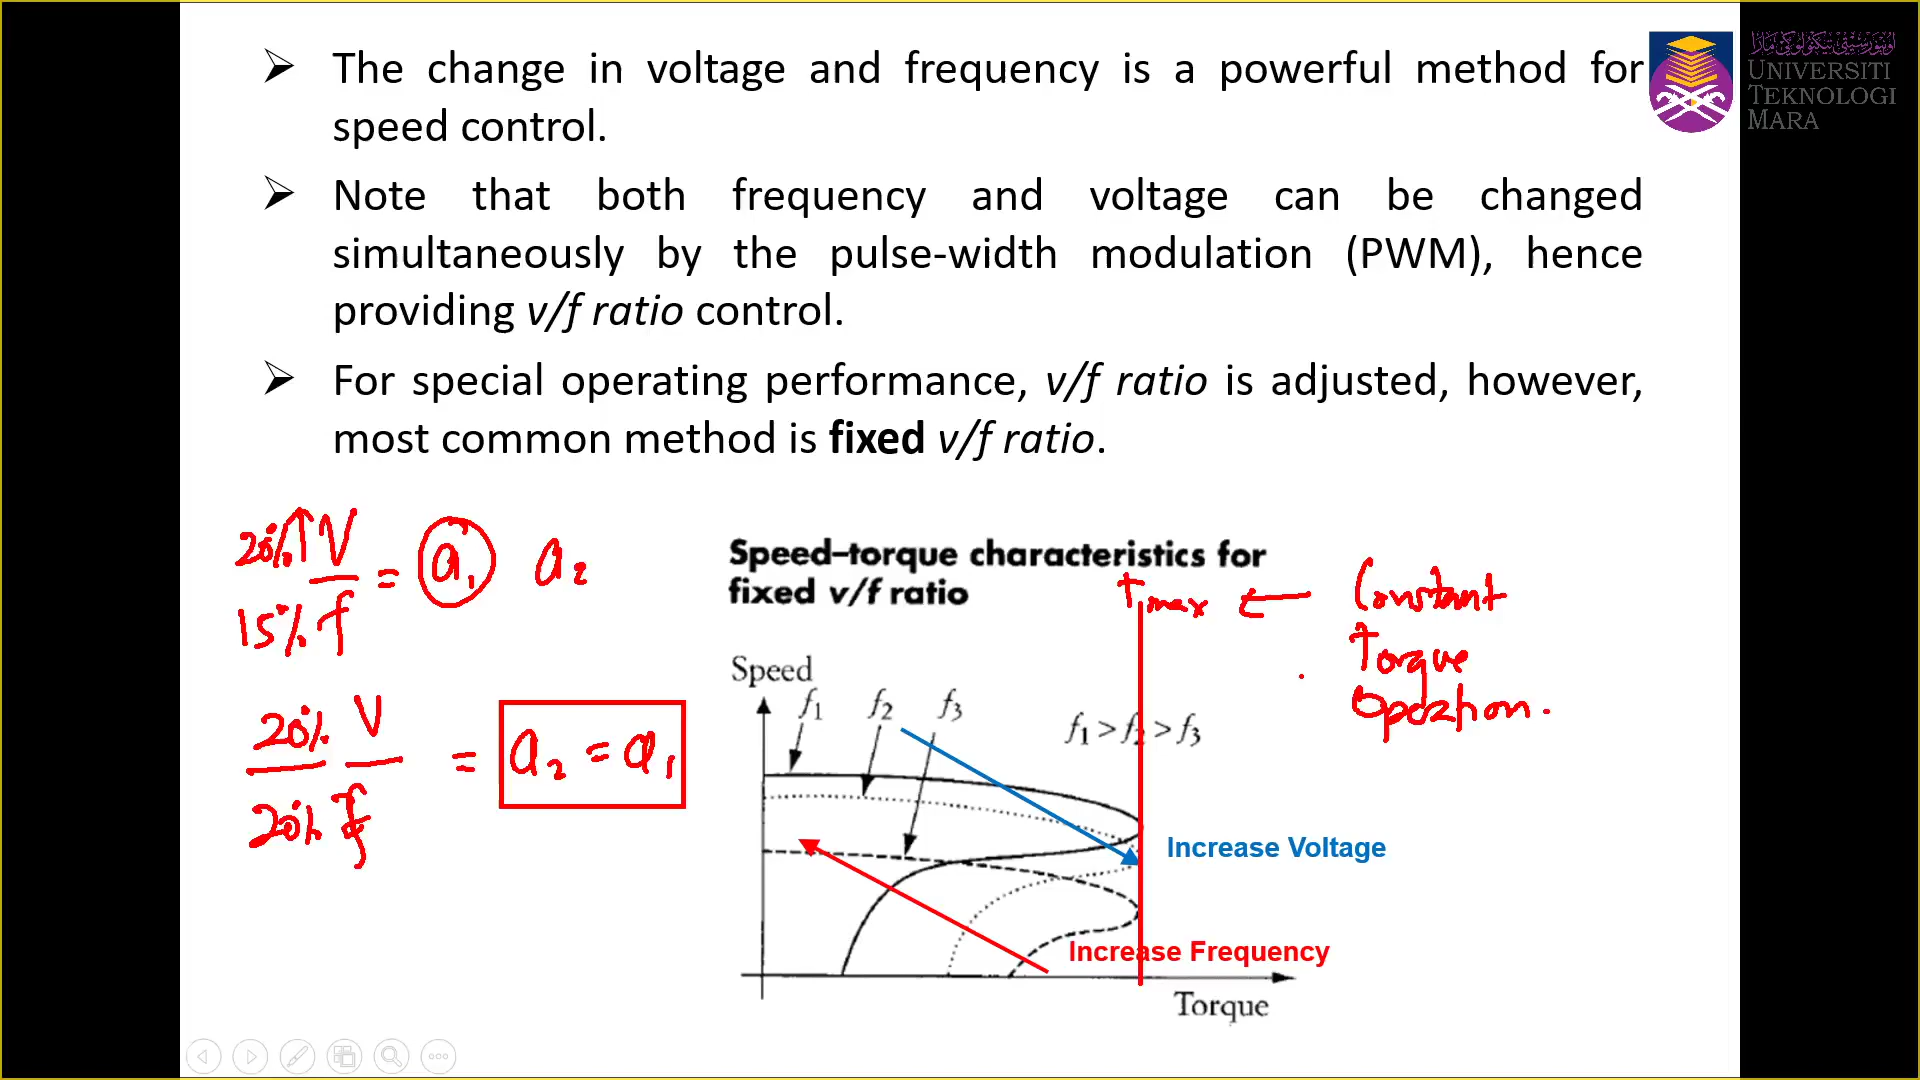 The change in voltage and frequency is a powerful method for
speed control.
Note that both frequency and voltage can be changed
simultaneously by the pulse-width modulation (PWM), hence
providing v/f ratio control.
For special operating performance, v/f ratio is adjusted, however,
most common method is fixed v/f ratio.
UNIVERSITI
TEKNOLOGI
MARA
20%↑V
15% f
= a₁ a₂
20% V
20% f
= a₂ = a₁
Speed–torque characteristics for
fixed v/f ratio
Tmax ← Constant
Torque
Operation.
Speed
f₁ f₂ f₃
f₁ > f₂ > f₃
Increase Voltage
Increase Frequency
Torque